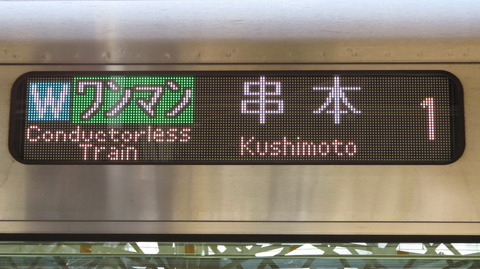 W ワンマン 串本 1
Conductorless
Train Kushimoto